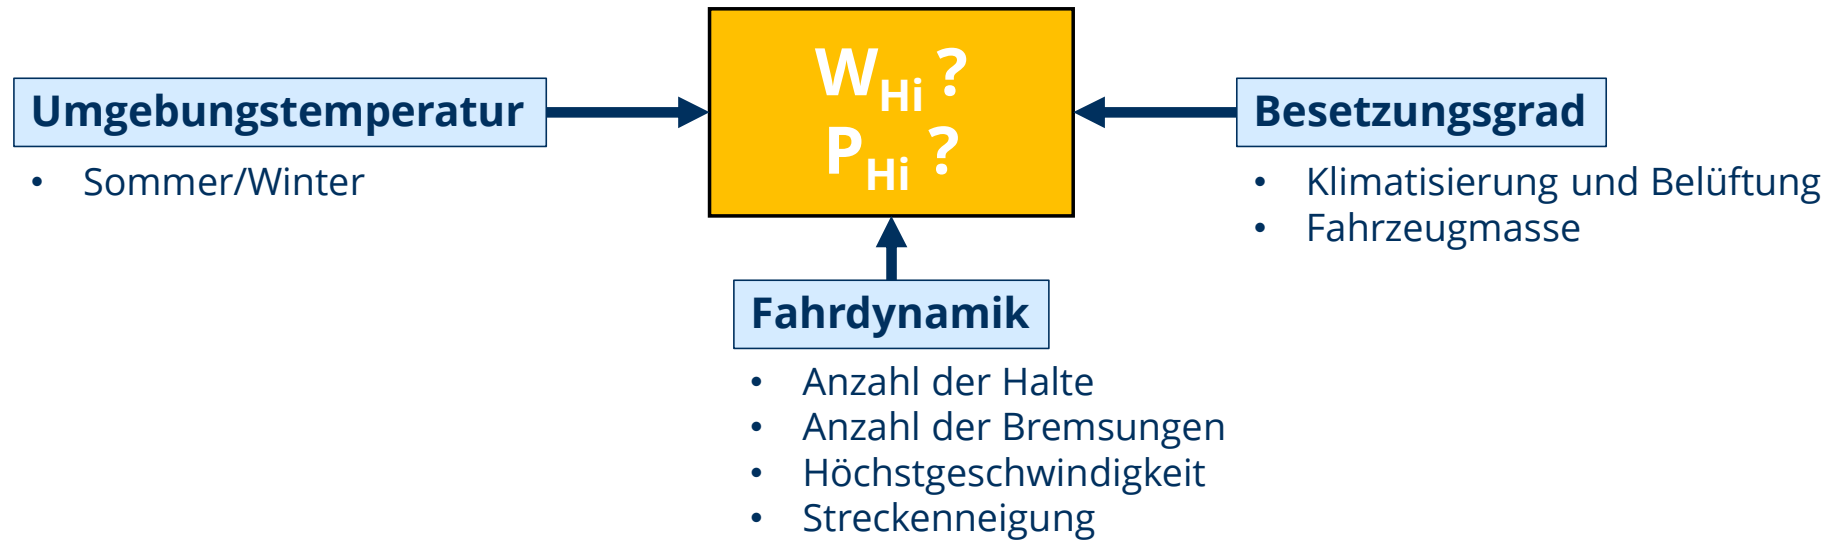 W_Hi ?
P_Hi ?
Umgebungstemperatur
• Sommer/Winter
Besetzungsgrad
• Klimatisierung und Belüftung
• Fahrzeugmasse
Fahrdynamik
• Anzahl der Halte
• Anzahl der Bremsungen
• Höchstgeschwindigkeit
• Streckenneigung